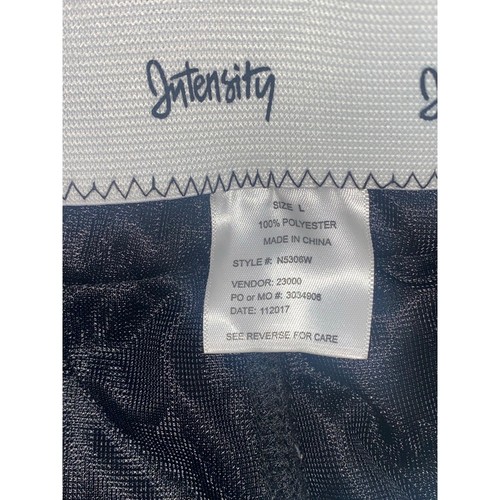 Intensity
SIZE L
100% POLYESTER
MADE IN CHINA
STYLE #: N5306W
VENDOR: 23000
PO or MO #: 3034906
DATE: 112017
SEE REVERSE FOR CARE